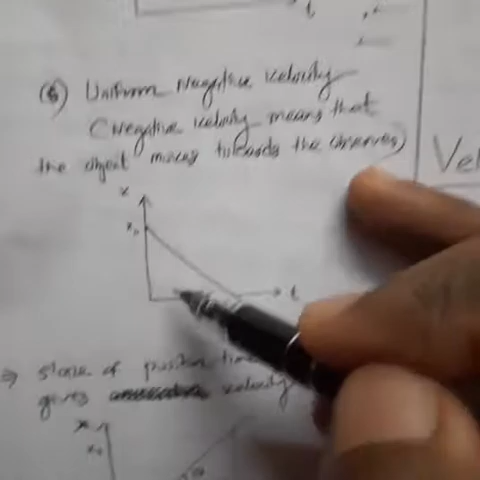 t
(6) Uniform Negative velocity
(Negative velocity means that
the object moves towards the observer)
Vel
x
x₀
t
⇒ slope of position time
gives velocity
x
x₀